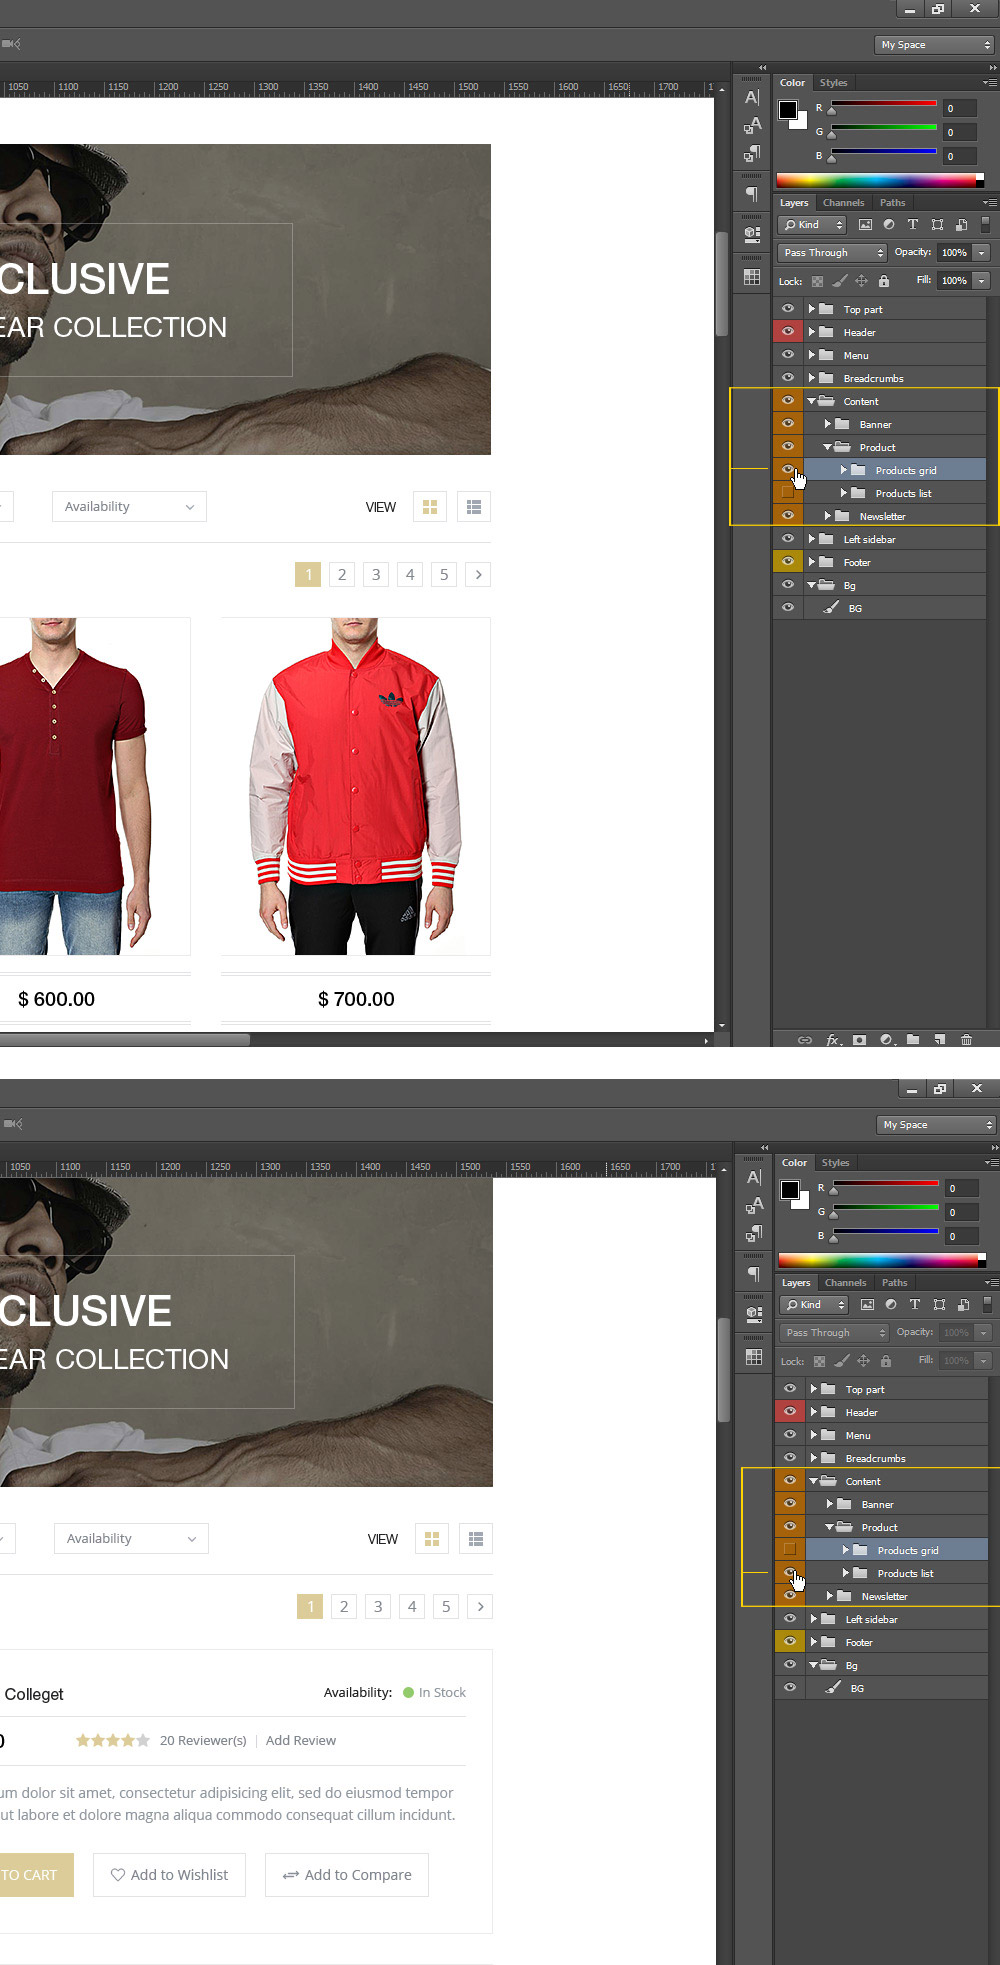 My Space
1050 1100 1150 1200 1250 1300 1350 1400 1450 1500 1550 1600 1650 1700 1
Color Styles
R 0
G 0
B 0
Layers Channels Paths
Kind T
Pass Through Opacity: 100%
Lock: Fill: 100%
Top part
Header
Menu
Breadcrumbs
Content
Banner
Product
Products grid
Products list
Newsletter
Left sidebar
Footer
Bg
BG
fx
A
A
CLUSIVE
EAR COLLECTION
Availability VIEW
1 2 3 4 5 >
$ 600.00 $ 700.00
My Space
1050 1100 1150 1200 1250 1300 1350 1400 1450 1500 1550 1600 1650 1700 1
Color Styles
R 0
G 0
B 0
Layers Channels Paths
Kind T
Pass Through Opacity: 100%
Lock: Fill: 100%
Top part
Header
Menu
Breadcrumbs
Content
Banner
Product
Products grid
Products list
Newsletter
Left sidebar
Footer
Bg
BG
A
A
CLUSIVE
EAR COLLECTION
Availability VIEW
1 2 3 4 5 >
Colleget Availability: In Stock
0 20 Reviewer(s) | Add Review
um dolor sit amet, consectetur adipisicing elit, sed do eiusmod tempor
ut labore et dolore magna aliqua commodo consequat cillum incidunt.
TO CART Add to Wishlist Add to Compare